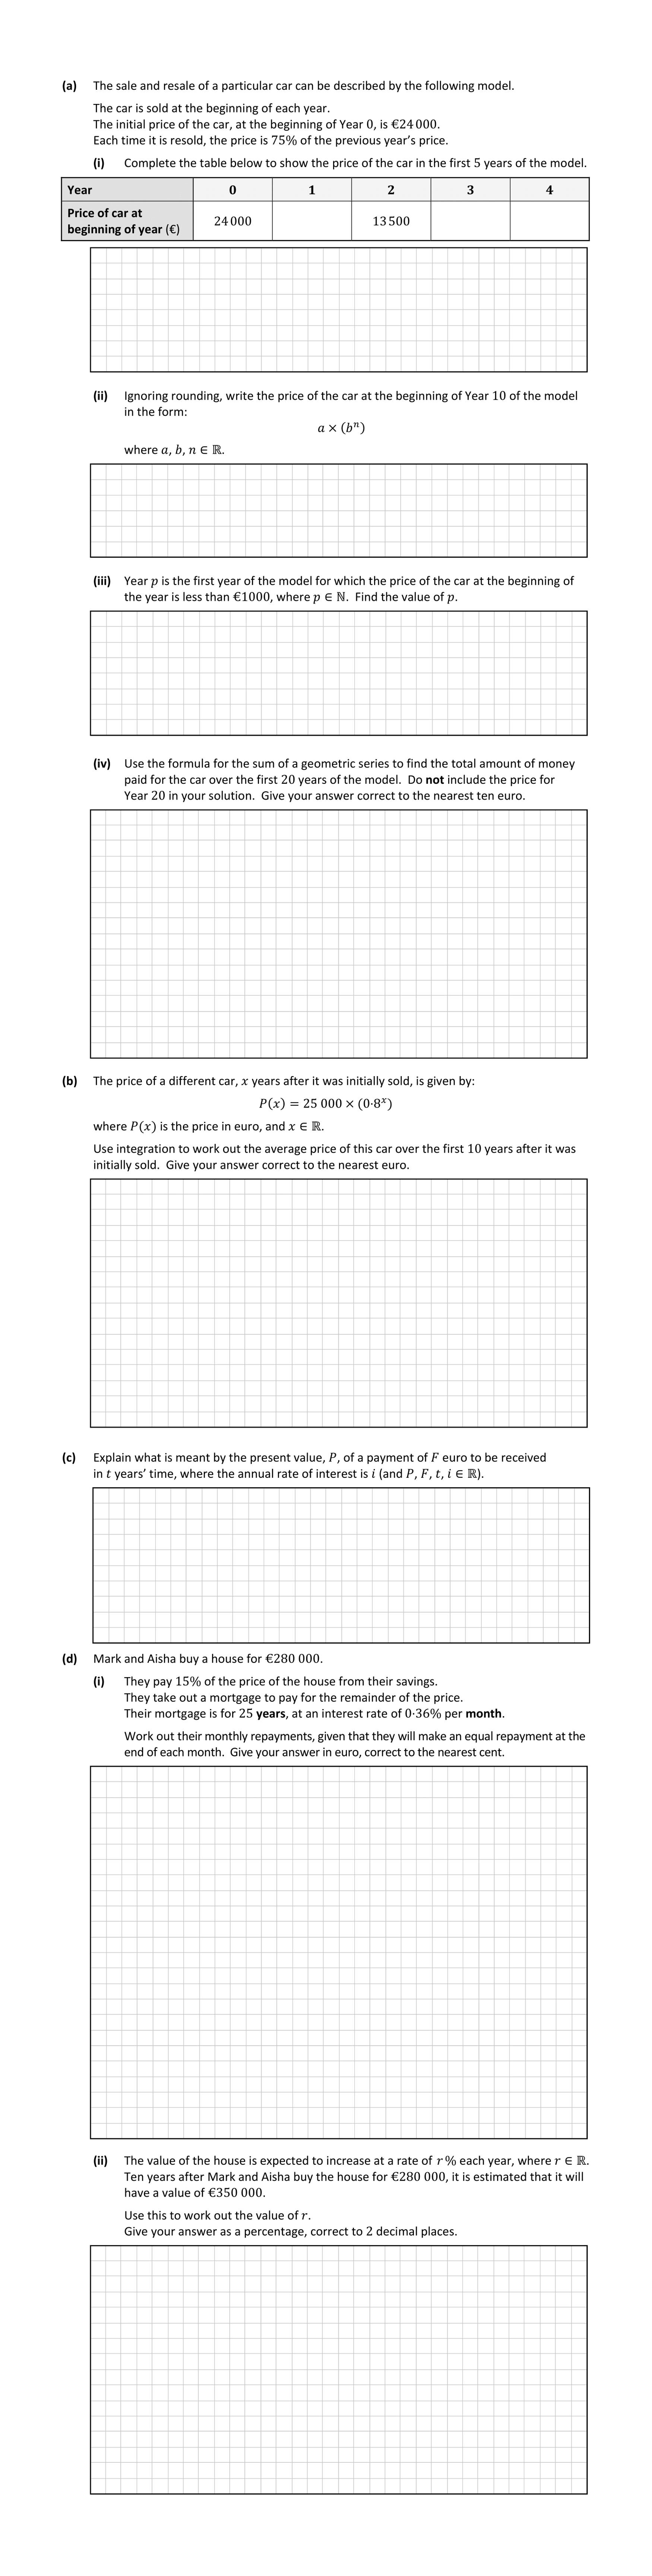 (a) The sale and resale of a particular car can be described by the following model.
The car is sold at the beginning of each year.
The initial price of the car, at the beginning of Year 0, is €24 000.
Each time it is resold, the price is 75% of the previous year’s price.
(i) Complete the table below to show the price of the car in the first 5 years of the model.
Year 0 1 2 3 4
Price of car at
beginning of year (€) 24 000 13 500
(ii) Ignoring rounding, write the price of the car at the beginning of Year 10 of the model
in the form:
a × (bⁿ)
where a, b, n ∈ ℝ.
(iii) Year p is the first year of the model for which the price of the car at the beginning of
the year is less than €1000, where p ∈ ℕ. Find the value of p.
(iv) Use the formula for the sum of a geometric series to find the total amount of money
paid for the car over the first 20 years of the model. Do not include the price for
Year 20 in your solution. Give your answer correct to the nearest ten euro.
(b) The price of a different car, x years after it was initially sold, is given by:
P(x) = 25 000 × (0·8ˣ)
where P(x) is the price in euro, and x ∈ ℝ.
Use integration to work out the average price of this car over the first 10 years after it was
initially sold. Give your answer correct to the nearest euro.
(c) Explain what is meant by the present value, P, of a payment of F euro to be received
in t years’ time, where the annual rate of interest is i (and P, F, t, i ∈ ℝ).
(d) Mark and Aisha buy a house for €280 000.
(i) They pay 15% of the price of the house from their savings.
They take out a mortgage to pay for the remainder of the price.
Their mortgage is for 25 years, at an interest rate of 0·36% per month.
Work out their monthly repayments, given that they will make an equal repayment at the
end of each month. Give your answer in euro, correct to the nearest cent.
(ii) The value of the house is expected to increase at a rate of r% each year, where r ∈ ℝ.
Ten years after Mark and Aisha buy the house for €280 000, it is estimated that it will
have a value of €350 000.
Use this to work out the value of r.
Give your answer as a percentage, correct to 2 decimal places.